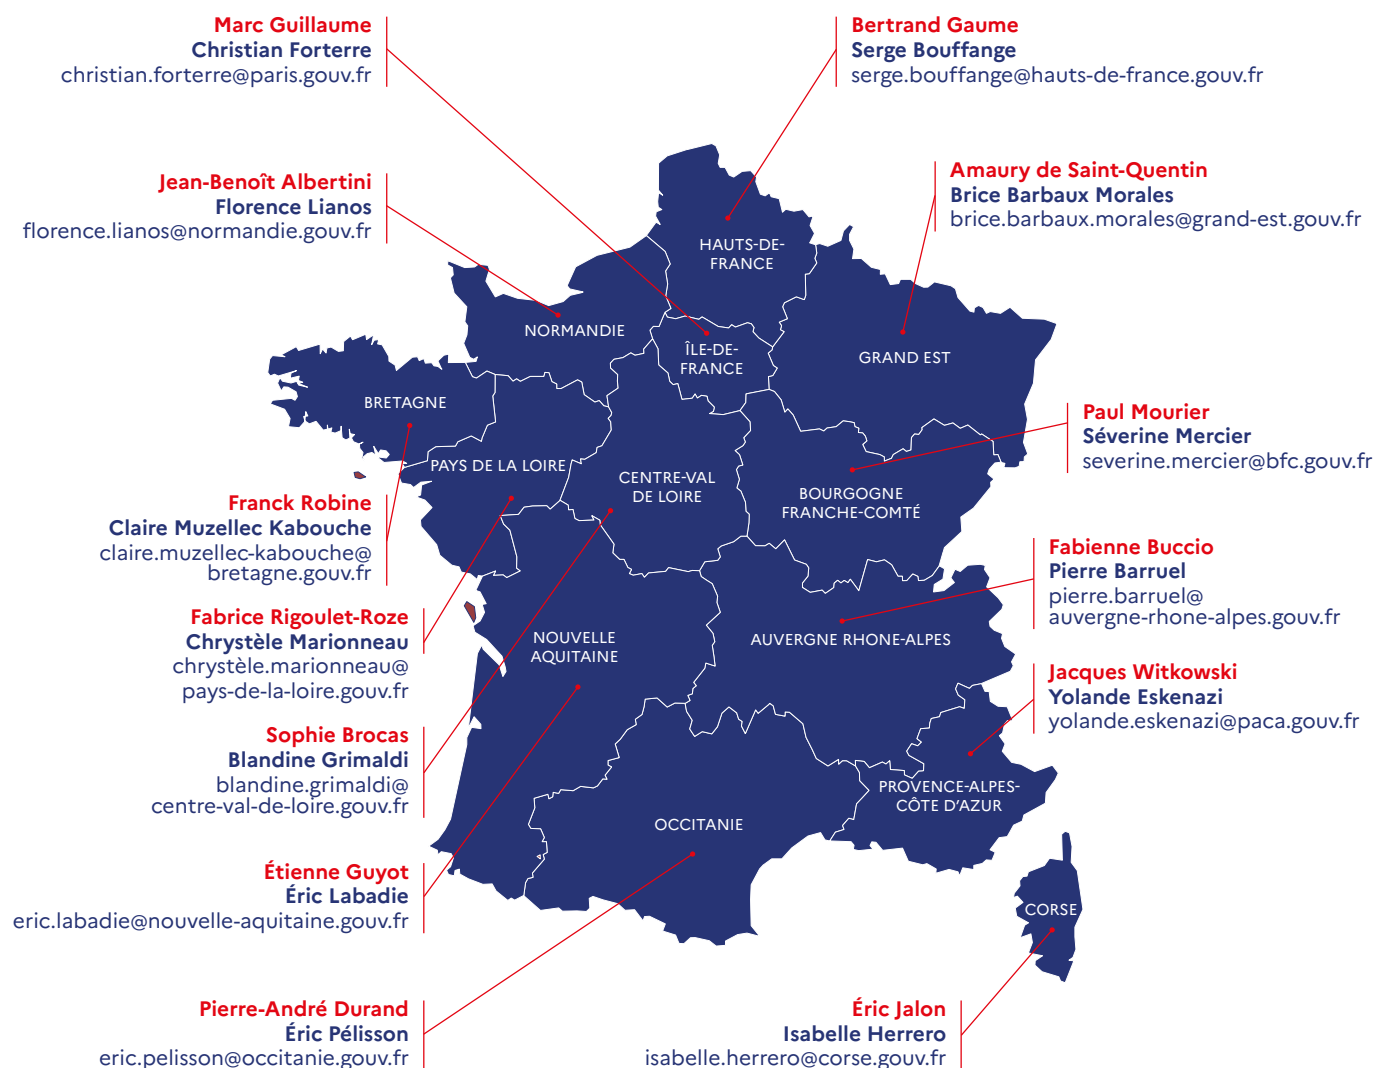 Marc Guillaume
Christian Forterre
christian.forterre@paris.gouv.fr
Bertrand Gaume
Serge Bouffange
serge.bouffange@hauts-de-france.gouv.fr
Jean-Benoît Albertini
Florence Lianos
florence.lianos@normandie.gouv.fr
Amaury de Saint-Quentin
Brice Barbaux Morales
brice.barbaux.morales@grand-est.gouv.fr
HAUTS-DE-
FRANCE
NORMANDIE
ÎLE-DE-
FRANCE
GRAND EST
BRETAGNE
Paul Mourier
Séverine Mercier
severine.mercier@bfc.gouv.fr
PAYS DE LA LOIRE
CENTRE-VAL
DE LOIRE
BOURGOGNE
FRANCHE-COMTÉ
Franck Robine
Claire Muzellec Kabouche
claire.muzellec-kabouche@
bretagne.gouv.fr
Fabienne Buccio
Pierre Barruel
pierre.barruel@
auvergne-rhone-alpes.gouv.fr
Fabrice Rigoulet-Roze
Chrystèle Marionneau
chrystèle.marionneau@
pays-de-la-loire.gouv.fr
NOUVELLE
AQUITAINE
AUVERGNE RHONE-ALPES
Jacques Witkowski
Yolande Eskenazi
yolande.eskenazi@paca.gouv.fr
Sophie Brocas
Blandine Grimaldi
blandine.grimaldi@
centre-val-de-loire.gouv.fr
PROVENCE-ALPES-
CÔTE D'AZUR
OCCITANIE
Étienne Guyot
Éric Labadie
eric.labadie@nouvelle-aquitaine.gouv.fr
CORSE
Pierre-André Durand
Éric Pélisson
eric.pelisson@occitanie.gouv.fr
Éric Jalon
Isabelle Herrero
isabelle.herrero@corse.gouv.fr